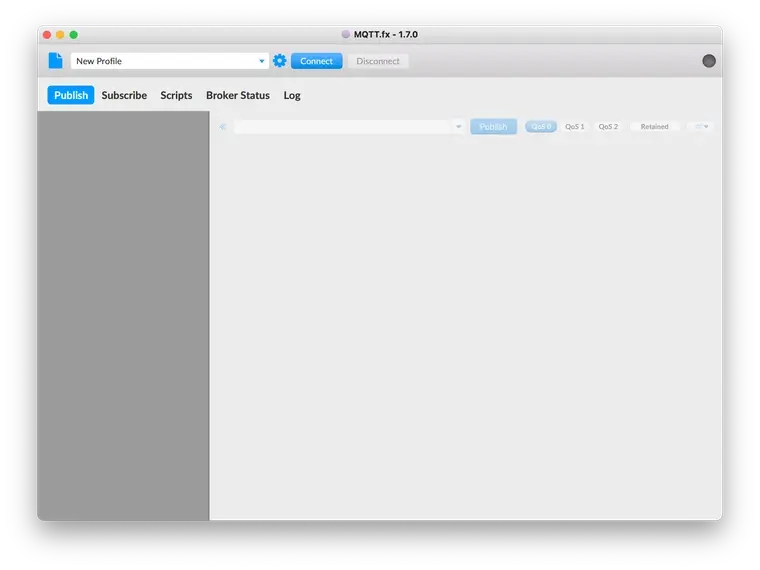 MQTT.fx - 1.7.0
New Profile
Connect
Disconnect
Publish
Subscribe
Scripts
Broker Status
Log
Publish
QoS 0
QoS 1
QoS 2
Retained